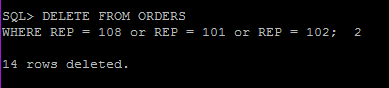 SQL> DELETE FROM ORDERS
WHERE REP = 108 or REP = 101 or REP = 102;  2
14 rows deleted.